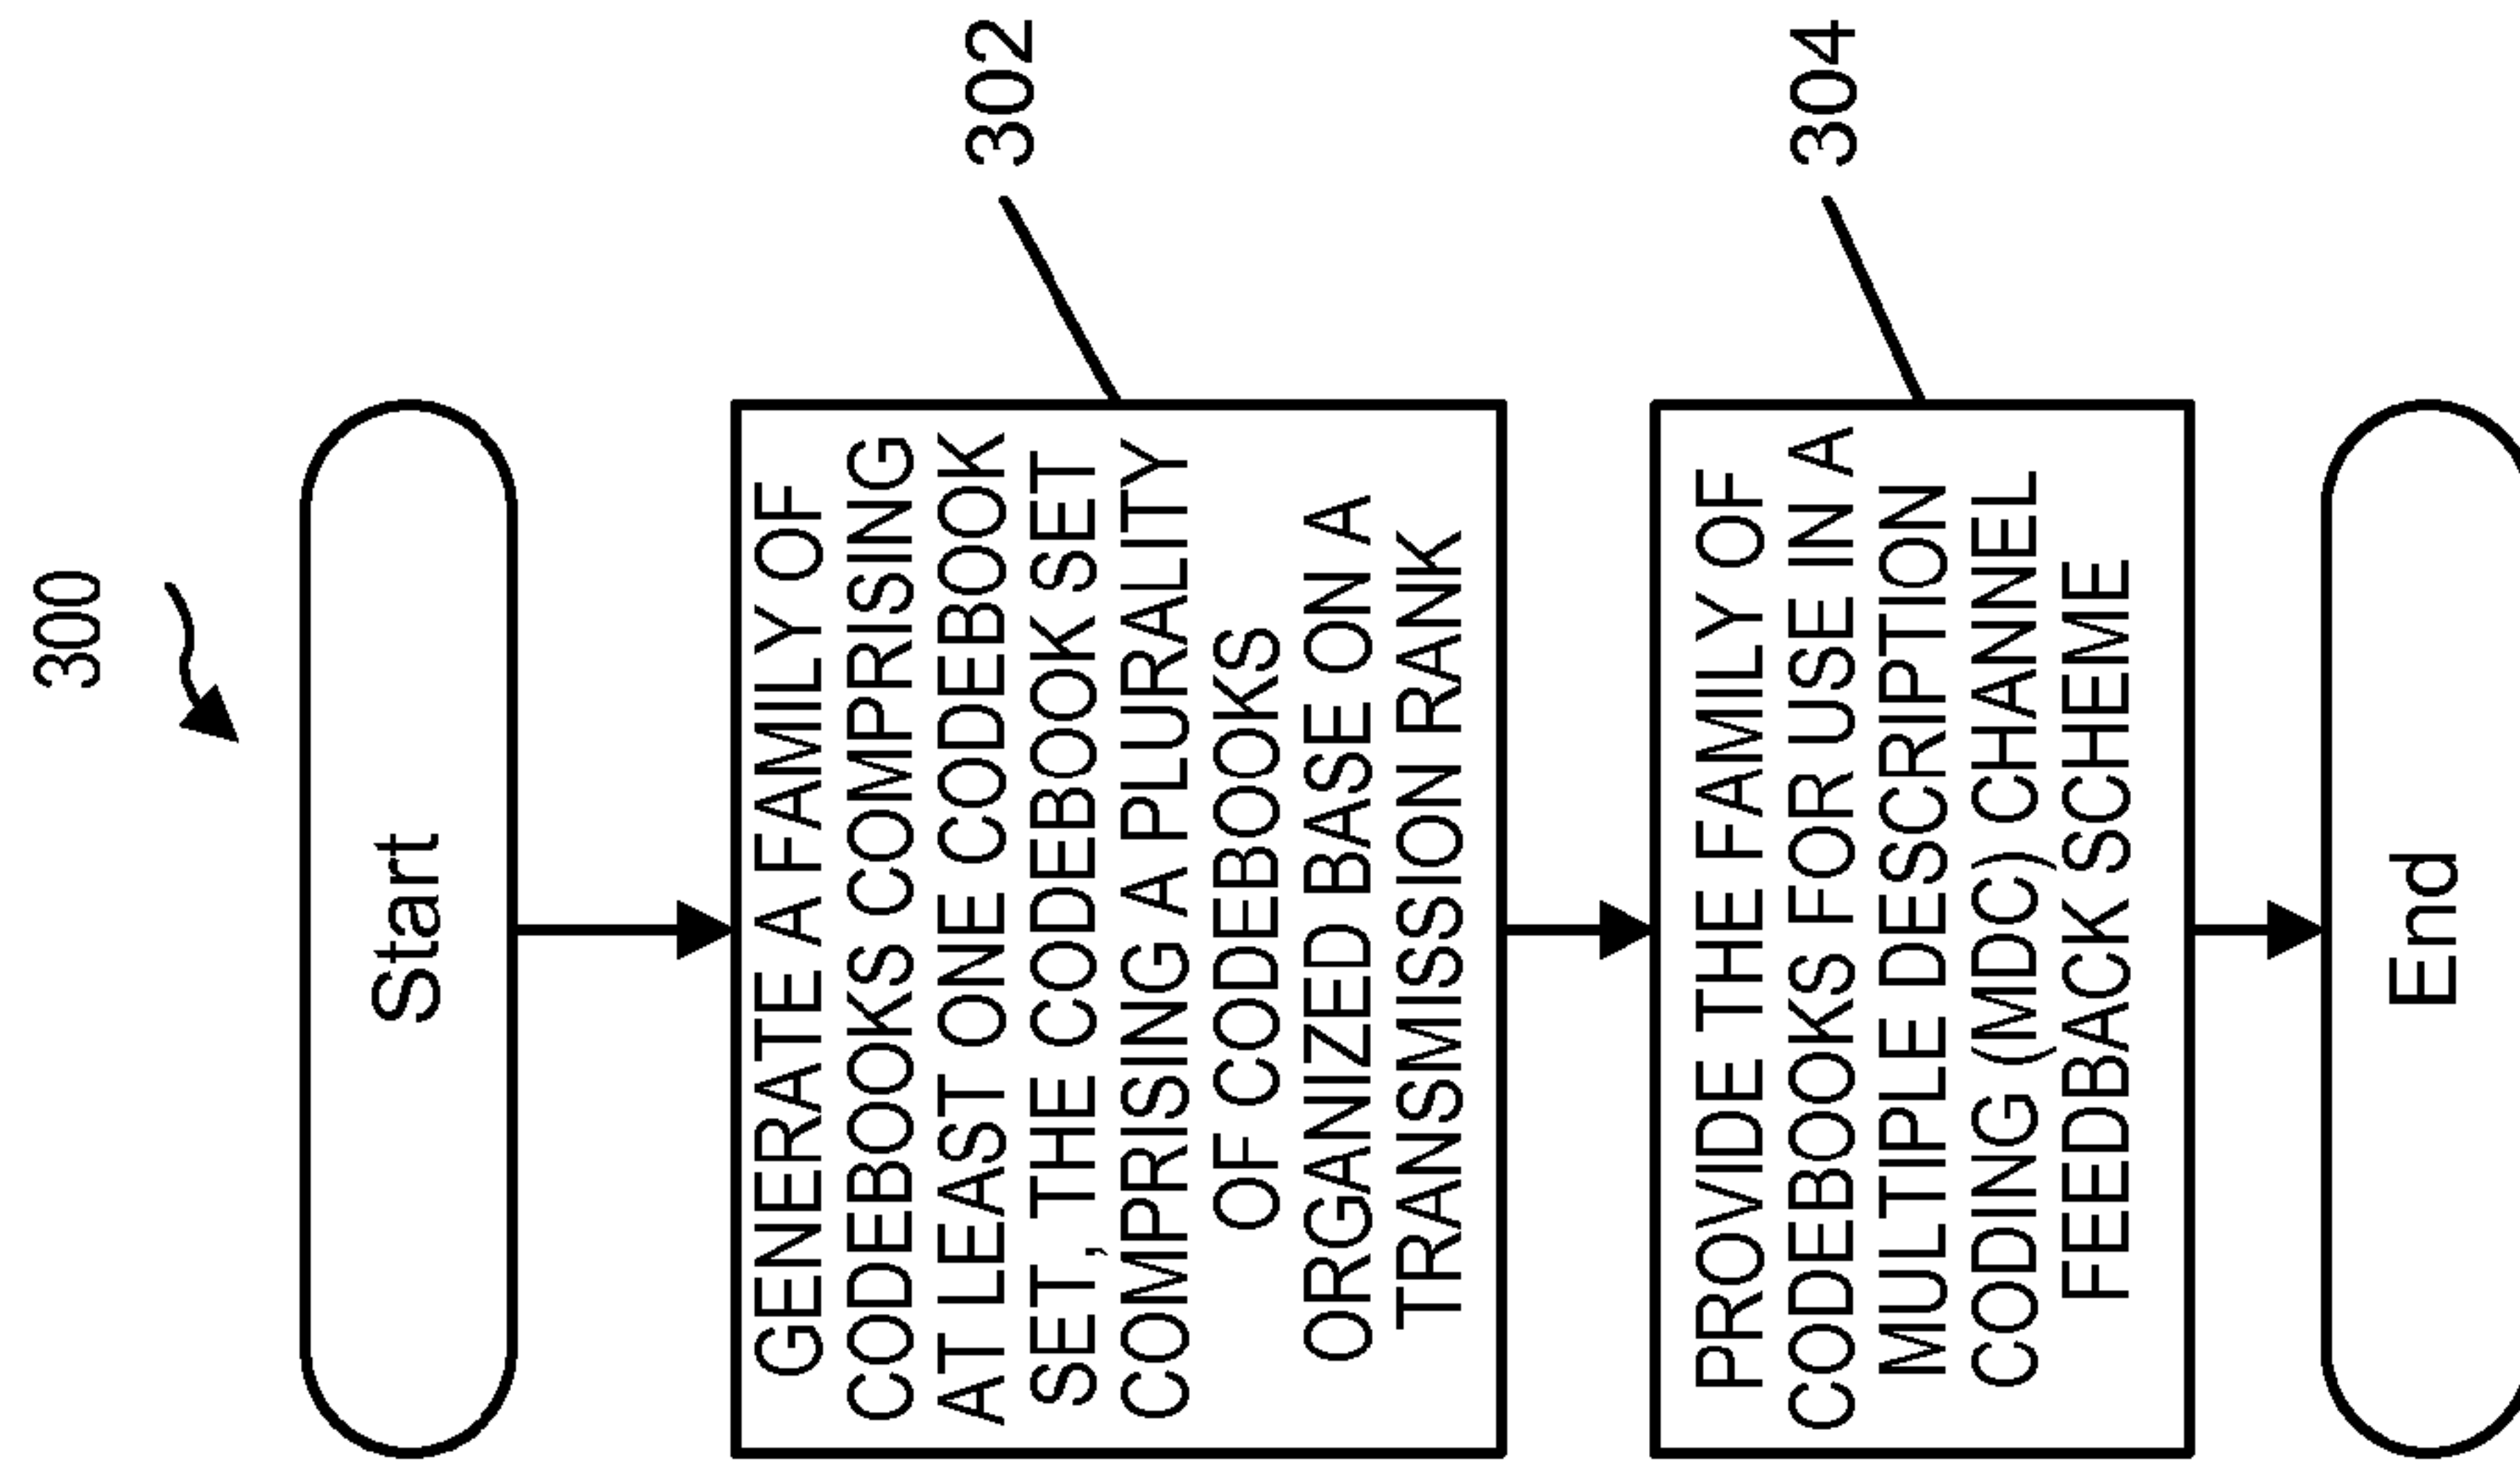 300
Start
GENERATE A FAMILY OF
CODEBOOKS COMPRISING
AT LEAST ONE CODEBOOK
SET, THE CODEBOOK SET
COMPRISING A PLURALITY
OF CODEBOOKS
ORGANIZED BASE ON A
TRANSMISSION RANK
302
PROVIDE THE FAMILY OF
CODEBOOKS FOR USE IN A
MULTIPLE DESCRIPTION
CODING (MDC) CHANNEL
FEEDBACK SCHEME
304
End